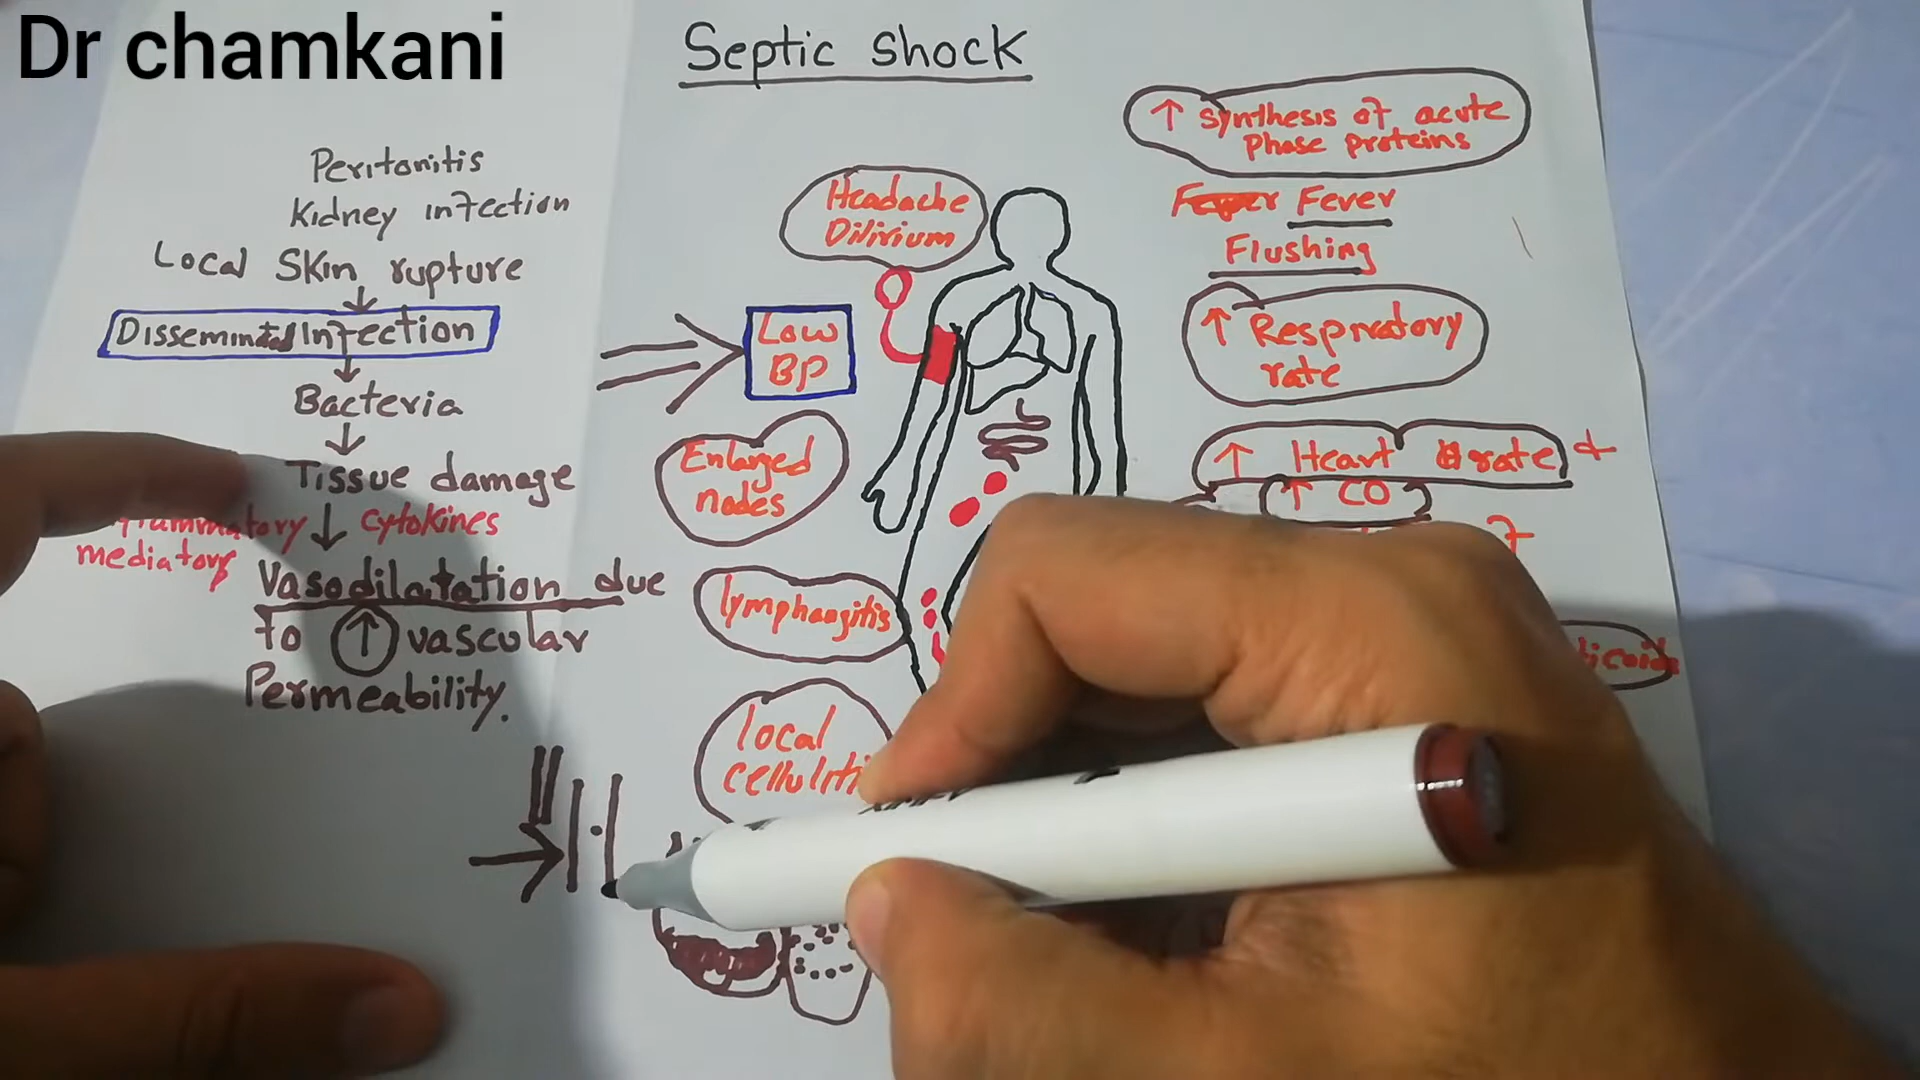 Dr chamkani
Septic shock
Peritonitis
Kidney infection
Local Skin rupture
Infection
Bacteria
Tissue damage
cytokines
mediators
Vasodilatation due
to ↑ vascular
Permeability.
Headache
Dilirium
Low
BP
Enlarged
nodes
lymphangitis
local
↑ synthesis of acute
Phase proteins
Fever
Flushing
↑ Respiratory
rate
↑ Heart rate +
↑ CO